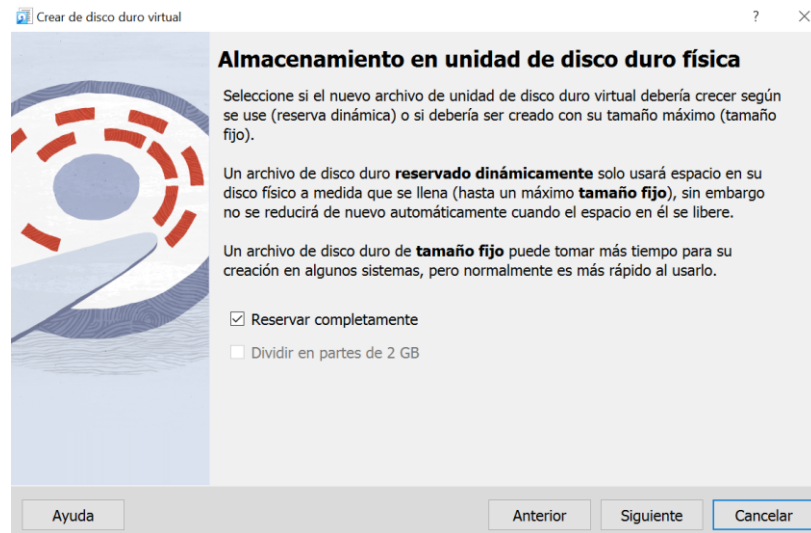 Crear de disco duro virtual
?
Almacenamiento en unidad de disco duro física
Seleccione si el nuevo archivo de unidad de disco duro virtual debería crecer según
se use (reserva dinámica) o si debería ser creado con su tamaño máximo (tamaño
fijo).
Un archivo de disco duro reservado dinámicamente solo usará espacio en su
disco físico a medida que se llena (hasta un máximo tamaño fijo), sin embargo
no se reducirá de nuevo automáticamente cuando el espacio en él se libere.
Un archivo de disco duro de tamaño fijo puede tomar más tiempo para su
creación en algunos sistemas, pero normalmente es más rápido al usarlo.
Reservar completamente
Dividir en partes de 2 GB
Ayuda
Anterior
Siguiente
Cancelar